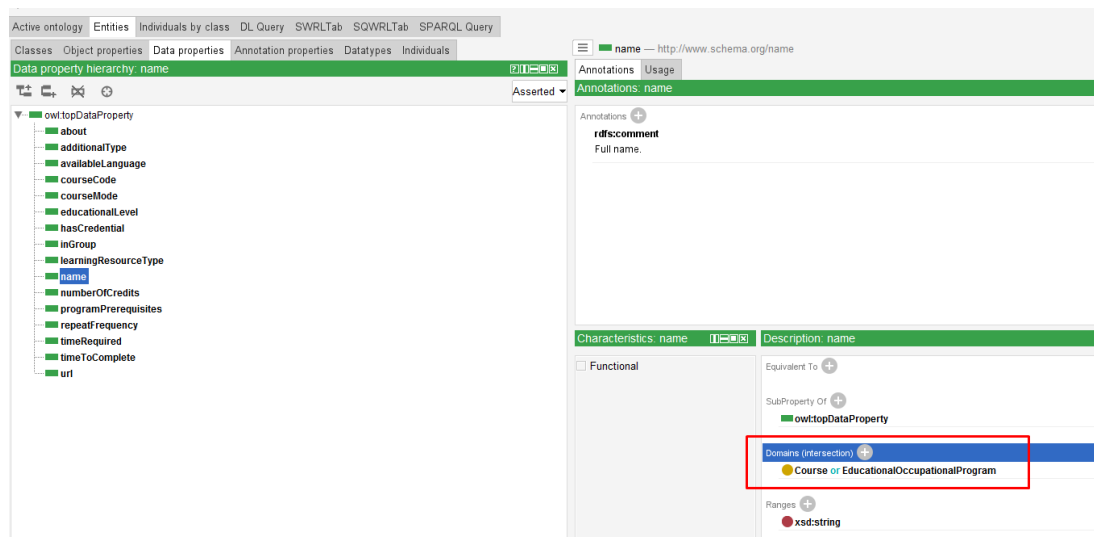 Active ontology Entities Individuals by class DL Query SWRLTab SQWRLTab SPARQL Query
Classes Object properties Data properties Annotation properties Datatypes Individuals
Data property hierarchy: name
Asserted
owl:topDataProperty
about
additionalType
availableLanguage
courseCode
courseMode
educationalLevel
hasCredential
inGroup
learningResourceType
name
numberOfCredits
programPrerequisites
repeatFrequency
timeRequired
timeToComplete
url
name — http://www.schema.org/name
Annotations Usage
Annotations: name
Annotations
rdfs:comment
Full name.
Characteristics: name
Functional
Description: name
Equivalent To
SubProperty Of
owl:topDataProperty
Domains (intersection)
Course or EducationalOccupationalProgram
Ranges
xsd:string